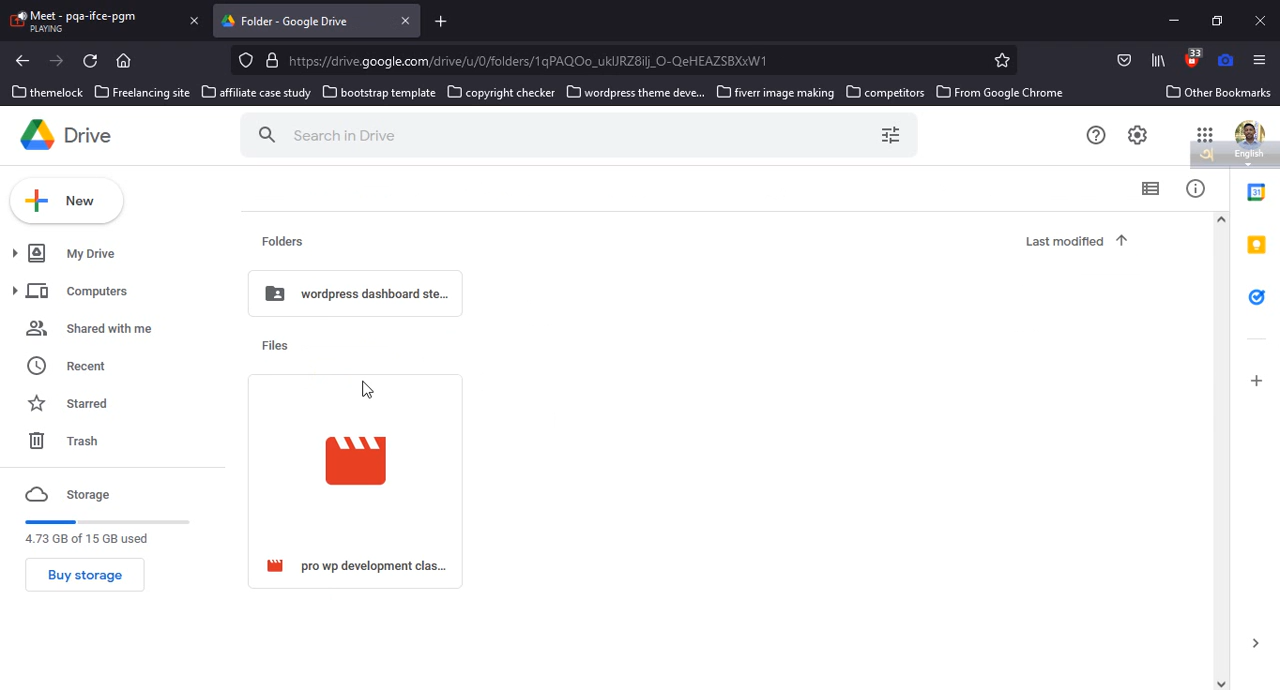 Meet - pqa-ifce-pgm
PLAYING
Folder - Google Drive
https://drive.google.com/drive/u/0/folders/1qPAQOo_ukIJRZ8ilj_O-QeHEAZSBXxW1
33
themelock
Freelancing site
affiliate case study
bootstrap template
copyright checker
wordpress theme deve...
fiverr image making
competitors
From Google Chrome
Other Bookmarks
Drive
Search in Drive
অ English
New
31
My Drive
Computers
Shared with me
Recent
Starred
Trash
Storage
4.73 GB of 15 GB used
Buy storage
Folders
Last modified
wordpress dashboard ste...
Files
pro wp development clas...